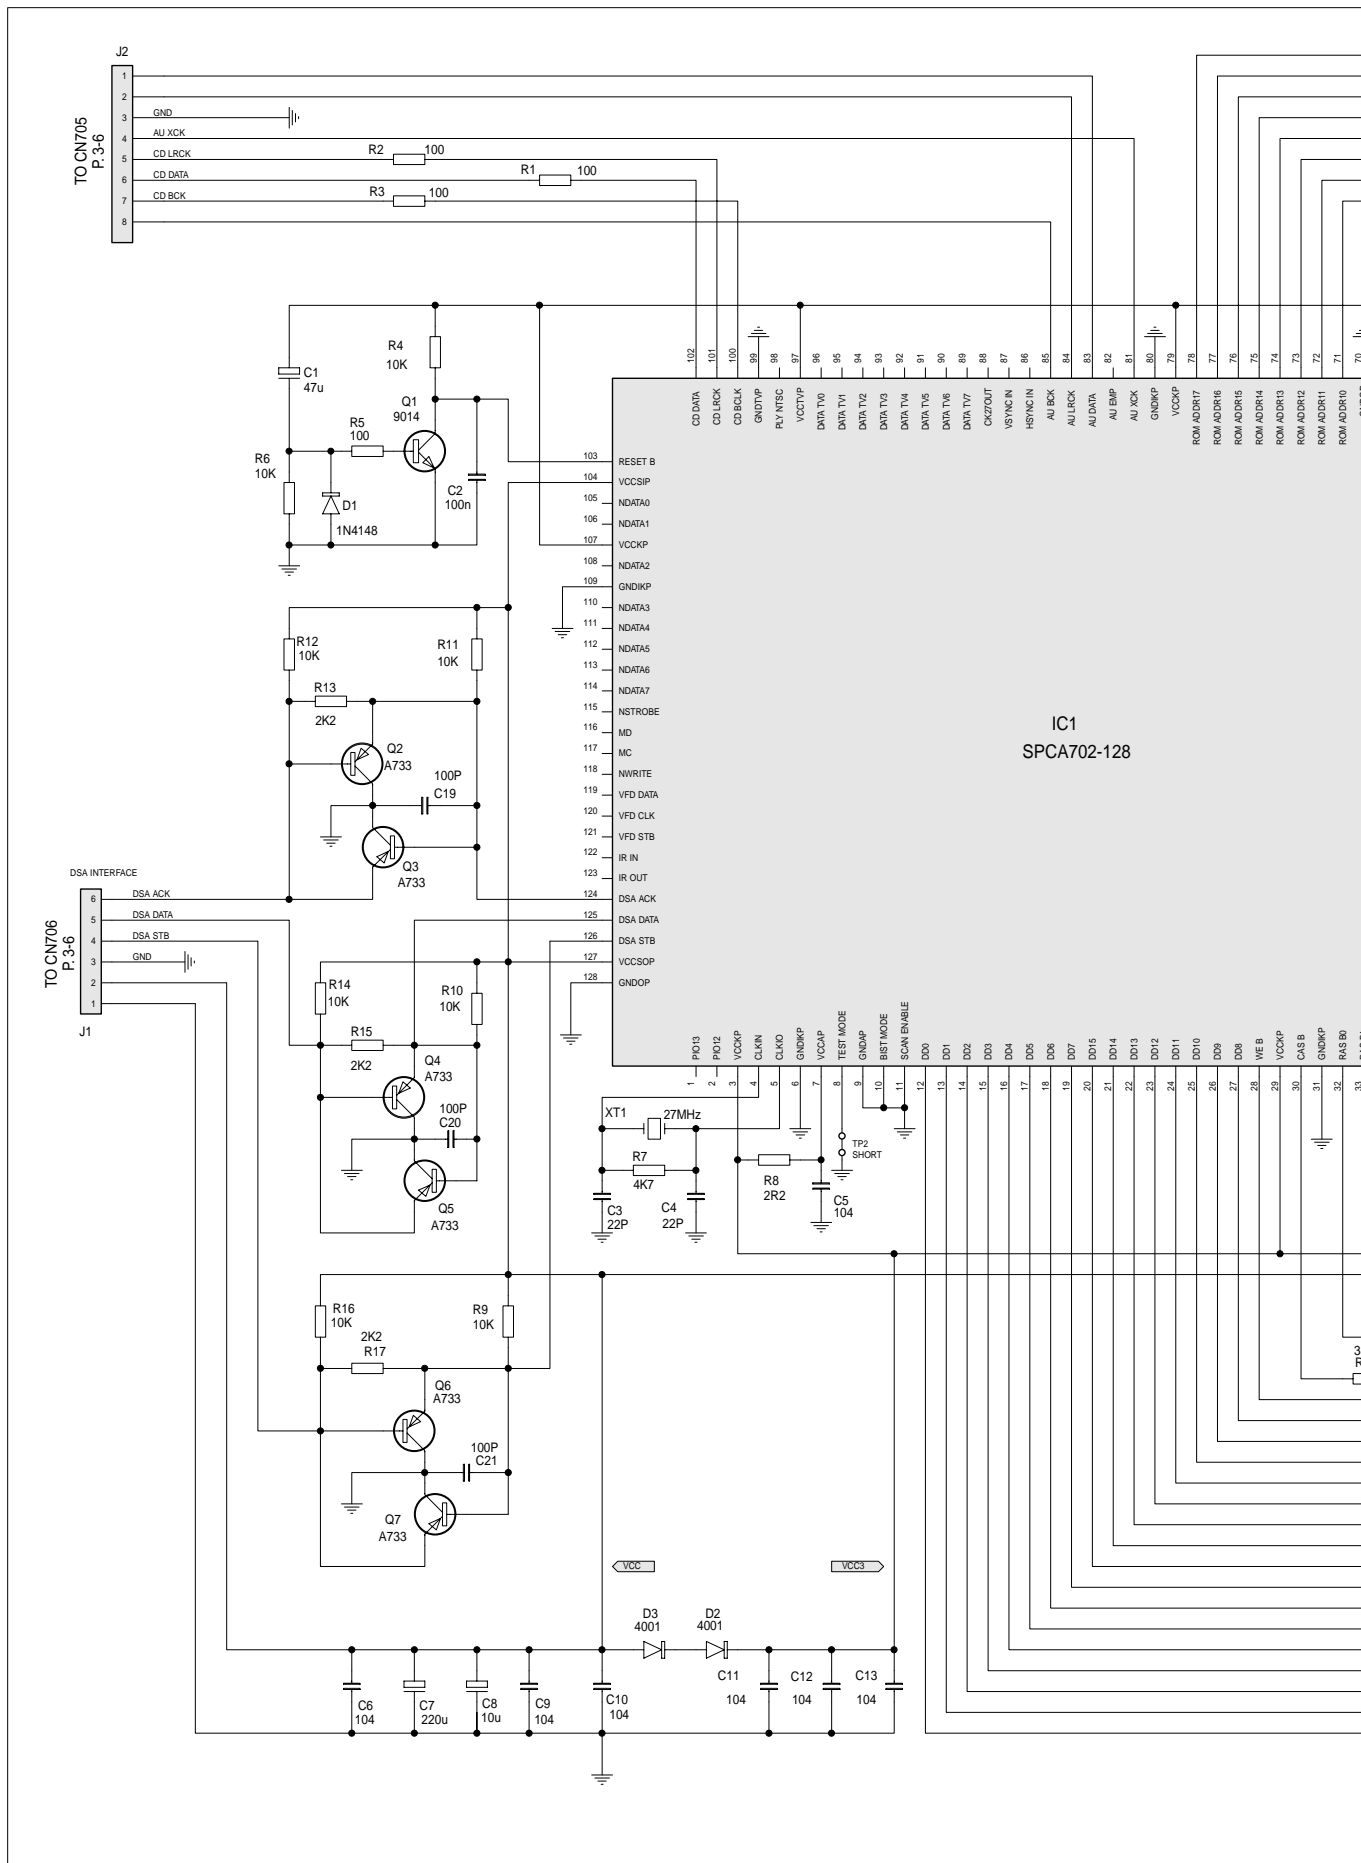 J2
TO CN705
P. 3-6
1
2
3
4
5
6
7
8
GND
AU XCK
CD LRCK
CD DATA
CD BCK
R2 100
R1 100
R3 100
C1
47u
R4
10K
Q1
9014
R5
100
R6
10K
D1
1N4148
C2
100n
102 101 100 99 98 97 96 95 94 93 92 91 90 89 88 87 86 85 84 83 82 81 80 79 78 77 76 75 74 73 72 71 70
CD DATA
CD LRCK
CD BCLK
GNDTVP
PLY NTSC
VCCTVP
DATA TV0
DATA TV1
DATA TV2
DATA TV3
DATA TV4
DATA TV5
DATA TV6
DATA TV7
CK27OUT
VSYNC IN
HSYNC IN
AU BCK
AU LRCK
AU DATA
AU EMP
AU XCK
GNDIKP
VCCKP
ROM ADDR17
ROM ADDR16
ROM ADDR15
ROM ADDR14
ROM ADDR13
ROM ADDR12
ROM ADDR11
ROM ADDR10
103 RESET B
104 VCCSIP
105 NDATA0
106 NDATA1
107 VCCKP
108 NDATA2
109 GNDIKP
110 NDATA3
111 NDATA4
112 NDATA5
113 NDATA6
114 NDATA7
115 NSTROBE
116 MD
117 MC
118 NWRITE
119 VFD DATA
120 VFD CLK
121 VFD STB
122 IR IN
123 IR OUT
124 DSA ACK
125 DSA DATA
126 DSA STB
127 VCCSOP
128 GNDOP
IC1
SPCA702-128
R12
10K
R11
10K
R13
2K2
Q2
A733
100P
C19
Q3
A733
DSA INTERFACE
TO CN706
P. 3-6
6
5
4
3
2
1
J1
DSA ACK
DSA DATA
DSA STB
GND
R14
10K
R10
10K
R15
2K2
Q4
A733
100P
C20
Q5
A733
PIO13
PIO12
VCCKP
CLKIN
CLKIO
GNDIKP
VCCAP
TEST MODE
GNDAP
BIST MODE
SCAN ENABLE
DD0
DD1
DD2
DD3
DD4
DD5
DD6
DD7
DD15
DD14
DD13
DD12
DD11
DD10
DD9
DD8
WE B
VCCKP
CAS B
GNDIKP
RAS B0
1 2 3 4 5 6 7 8 9 10 11 12 13 14 15 16 17 18 19 20 21 22 23 24 25 26 27 28 29 30 31 32 33
XT1
27MHz
R7
4K7
C3
22P
C4
22P
R8
2R2
C5
104
TP2
SHORT
R16
10K
R9
10K
2K2
R17
Q6
A733
100P
C21
Q7
A733
3
R
VCC
VCC3
D3
4001
D2
4001
C6
104
C7
220u
C8
10u
C9
104
C10
104
C11
104
C12
104
C13
104